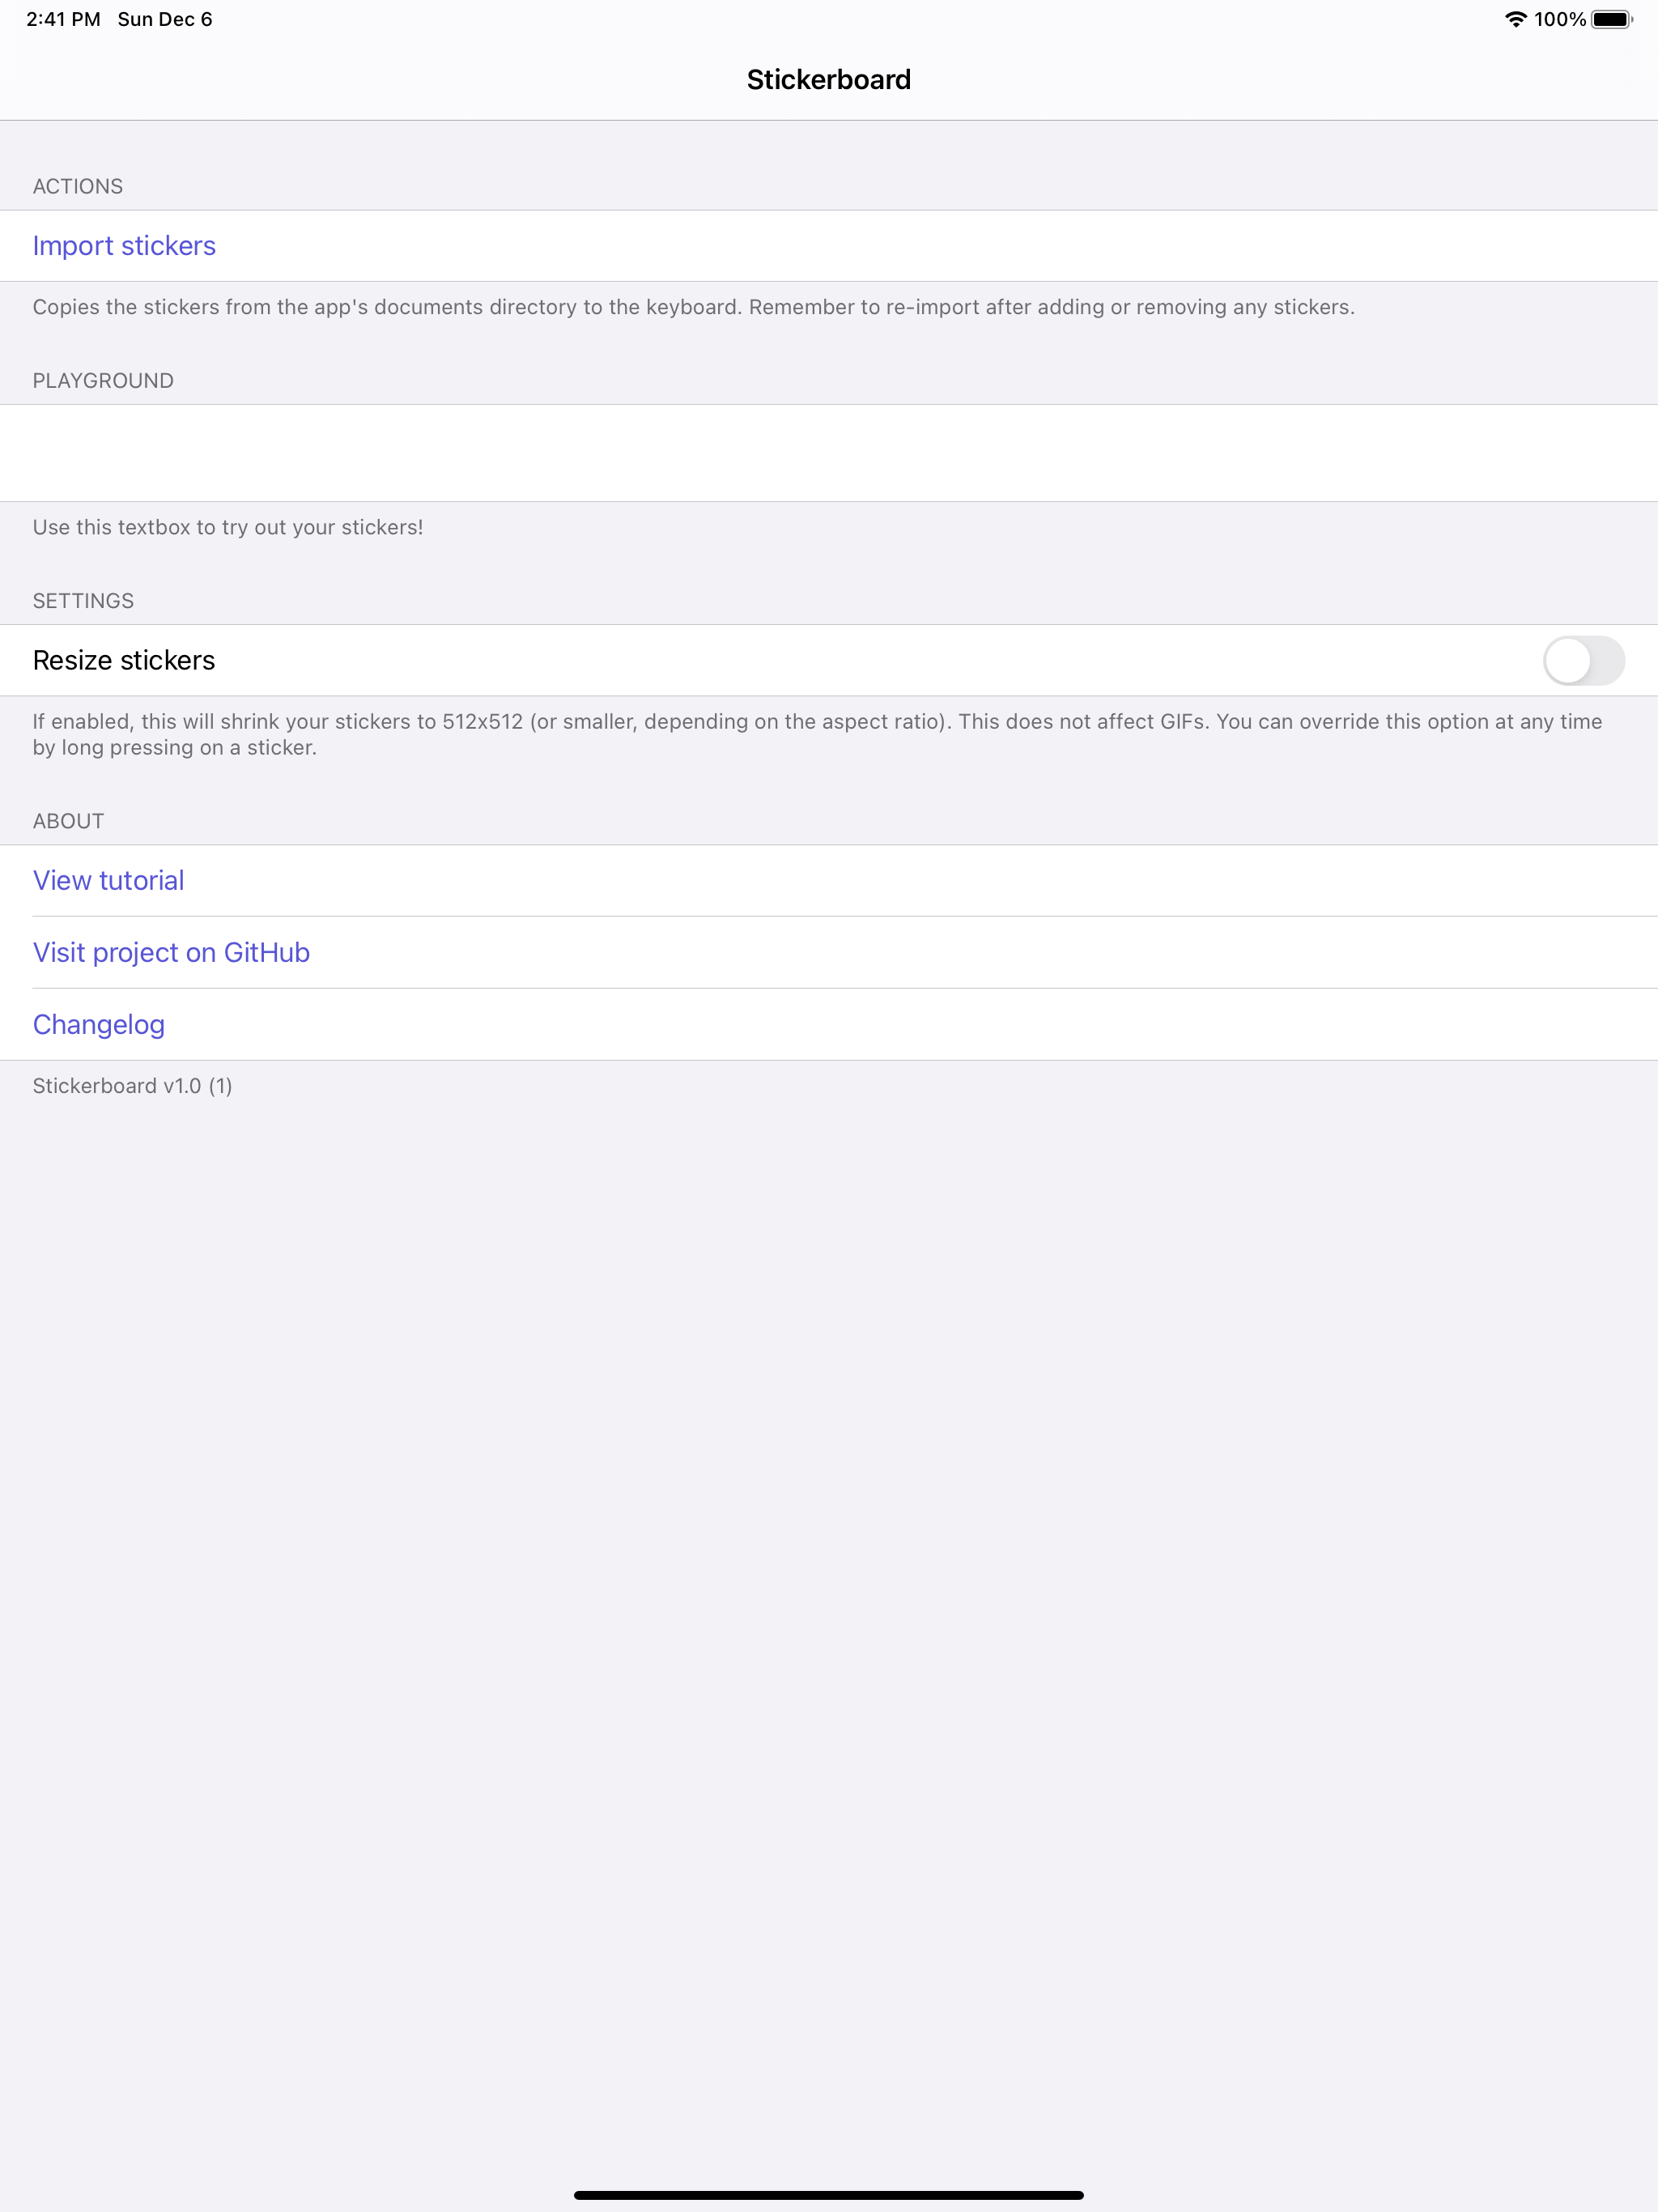 2:41 PM Sun Dec 6 100%
Stickerboard
ACTIONS
Import stickers
Copies the stickers from the app's documents directory to the keyboard. Remember to re-import after adding or removing any stickers.
PLAYGROUND
Use this textbox to try out your stickers!
SETTINGS
Resize stickers
If enabled, this will shrink your stickers to 512x512 (or smaller, depending on the aspect ratio). This does not affect GIFs. You can override this option at any time
by long pressing on a sticker.
ABOUT
View tutorial
Visit project on GitHub
Changelog
Stickerboard v1.0 (1)